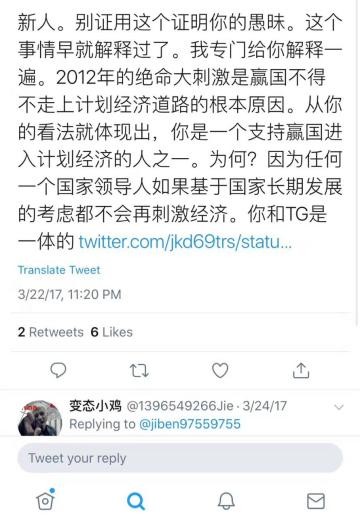 新人。别证用这个证明你的愚昧。这个
事情早就解释过了。我专门给你解释一
遍。2012年的绝命大刺激是赢国不得
不走上计划经济道路的根本原因。从你
的看法就体现出，你是一个支持赢国进
入计划经济的人之一。为何？因为任何
一个国家领导人如果基于国家长期发展
的考虑都不会再刺激经济。你和TG是
一体的 twitter.com/jkd69trs/statu...
Translate Tweet
3/22/17, 11:20 PM
2 Retweets 6 Likes
变态小鸡 @1396549266Jie · 3/24/17
Replying to @jiben97559755
Tweet your reply